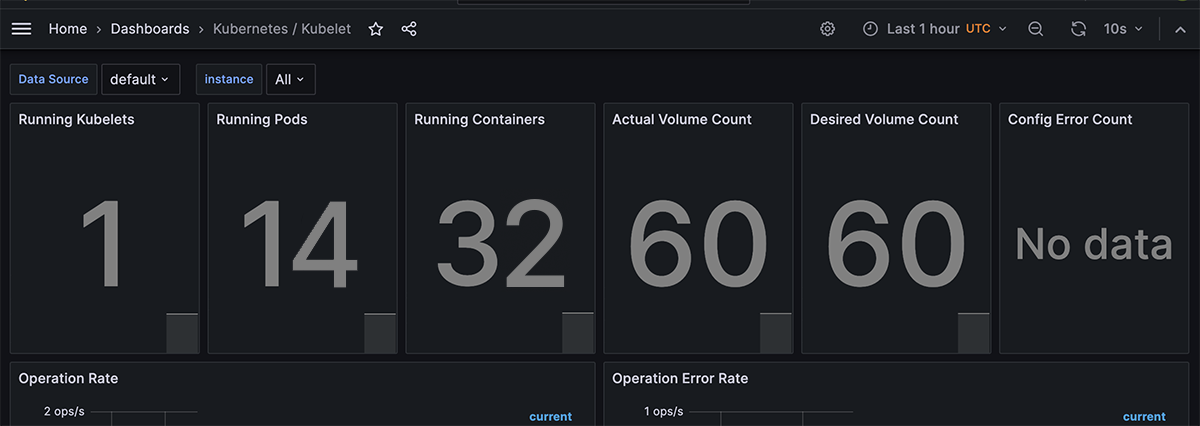 Home › Dashboards › Kubernetes / Kubelet
Last 1 hour UTC
10s
Data Source default
instance All
Running Kubelets
1
Running Pods
14
Running Containers
32
Actual Volume Count
60
Desired Volume Count
60
Config Error Count
No data
Operation Rate
2 ops/s
current
Operation Error Rate
1 ops/s
current